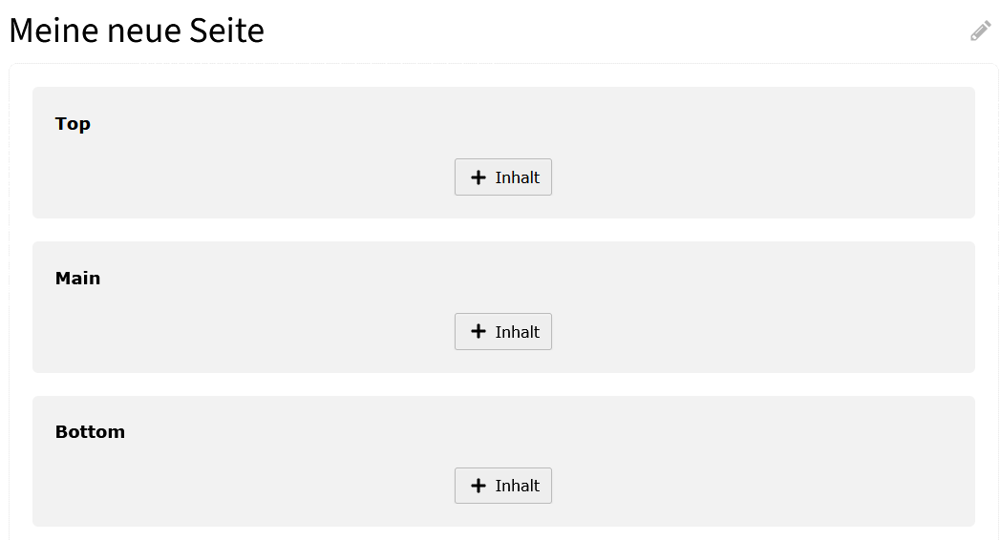 Meine neue Seite
Top
Inhalt
Main
Inhalt
Bottom
Inhalt